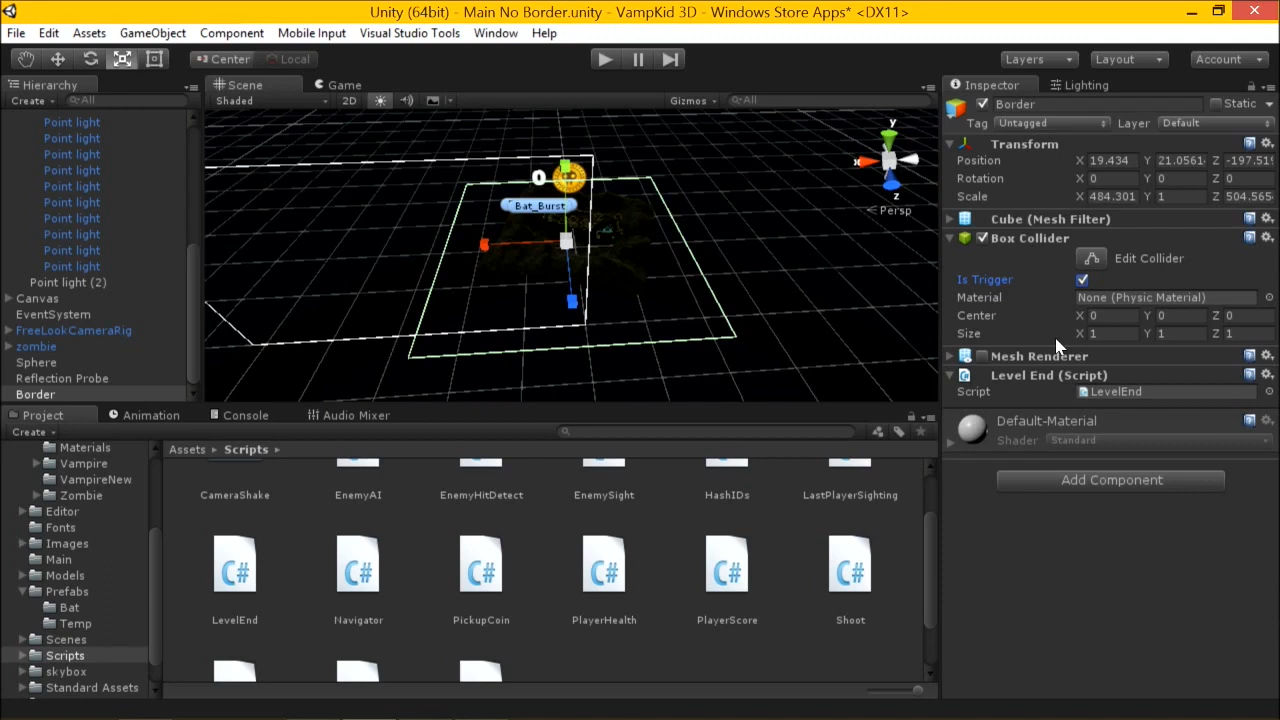 Unity (64bit) - Main No Border.unity - VampKid 3D - Windows Store Apps* <DX11>
File Edit Assets GameObject Component Mobile Input Visual Studio Tools Window Help
Center Local Layers Layout Account
Hierarchy
Create All
Point light
Point light
Point light
Point light
Point light
Point light
Point light
Point light
Point light
Point light
Point light (2)
Canvas
EventSystem
FreeLookCameraRig
zombie
Sphere
Reflection Probe
Border
Scene Game
Shaded 2D Gizmos All
0
Bat_Burst
y
x
z
Persp
Inspector Lighting
Border Static
Tag Untagged Layer Default
Transform
Position X 19.434 Y 21.0561 Z -197.519
Rotation X 0 Y 0 Z 0
Scale X 484.301 Y 1 Z 504.565
Cube (Mesh Filter)
Box Collider
Edit Collider
Is Trigger
Material None (Physic Material)
Center X 0 Y 0 Z 0
Size X 1 Y 1 Z 1
Mesh Renderer
Level End (Script)
Script LevelEnd
Default-Material
Shader Standard
Add Component
Project Animation Console Audio Mixer
Create
Materials
Vampire
VampireNew
Zombie
Editor
Fonts
Images
Main
Models
Prefabs
Bat
Temp
Scenes
Scripts
skybox
Standard Assets
Assets Scripts
CameraShake EnemyAI EnemyHitDetect EnemySight HashIDs LastPlayerSighting
C# C# C# C# C# C#
LevelEnd Navigator PickupCoin PlayerHealth PlayerScore Shoot